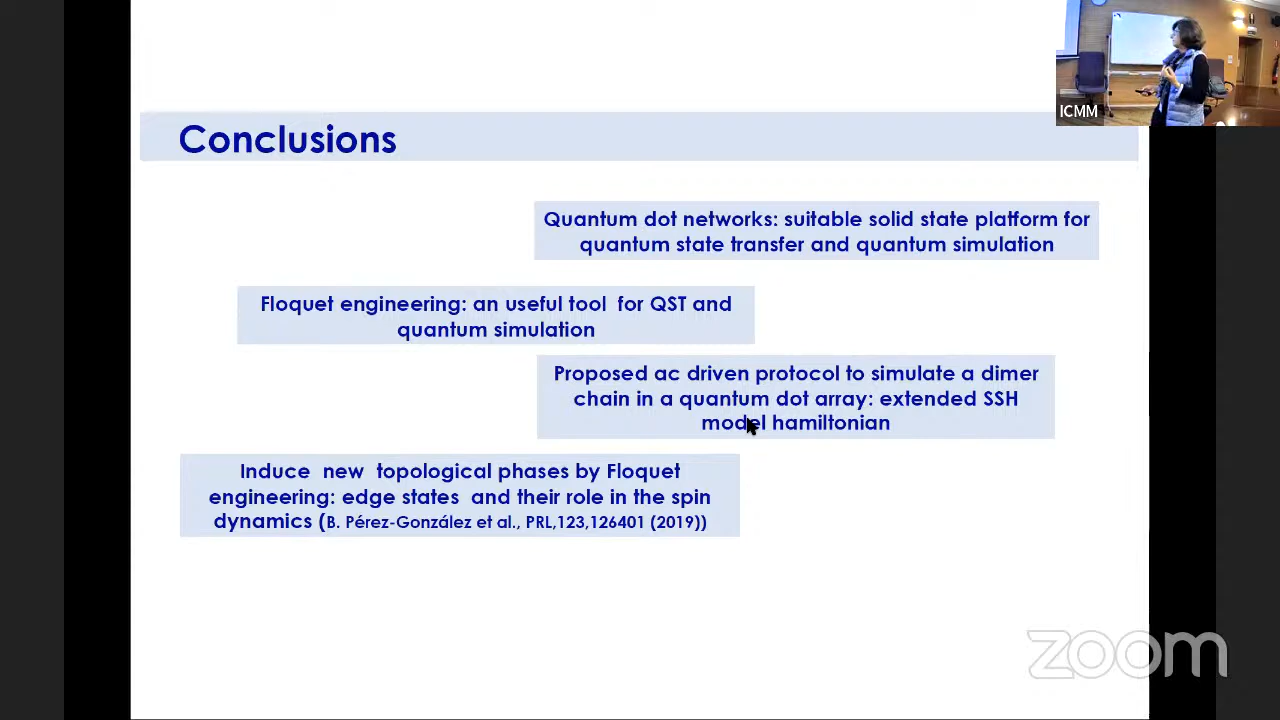 ICMM
Conclusions
Quantum dot networks: suitable solid state platform for
quantum state transfer and quantum simulation
Floquet engineering: an useful tool  for QST and
quantum simulation
Proposed ac driven protocol to simulate a dimer
chain in a quantum dot array: extended SSH
model hamiltonian
Induce  new  topological phases by Floquet
engineering: edge states  and their role in the spin
dynamics (B. Pérez-González et al., PRL,123,126401 (2019))
zoom